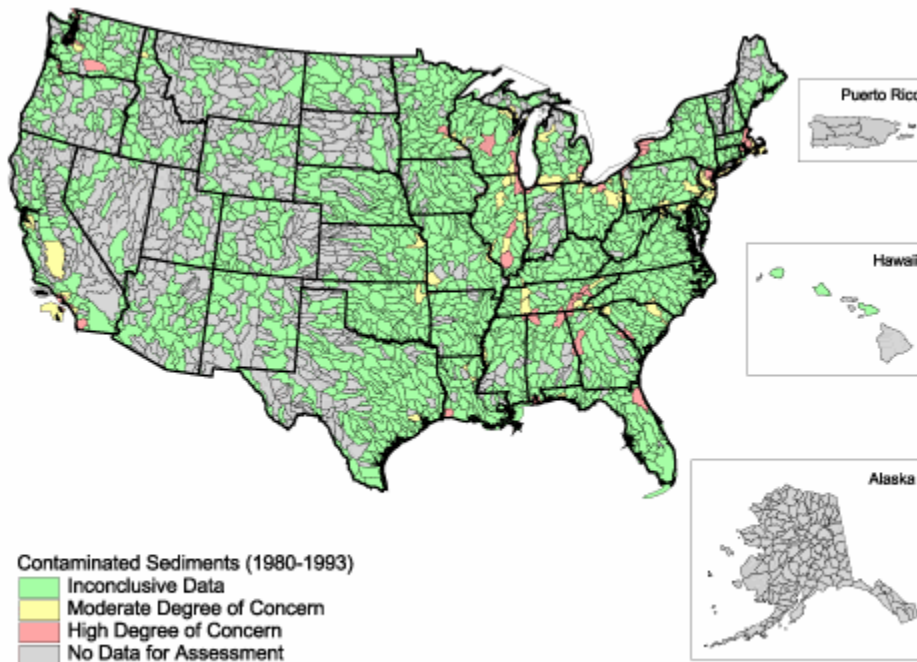 Puerto Rico
Hawaii
Alaska
Contaminated Sediments (1980-1993)
Inconclusive Data
Moderate Degree of Concern
High Degree of Concern
No Data for Assessment